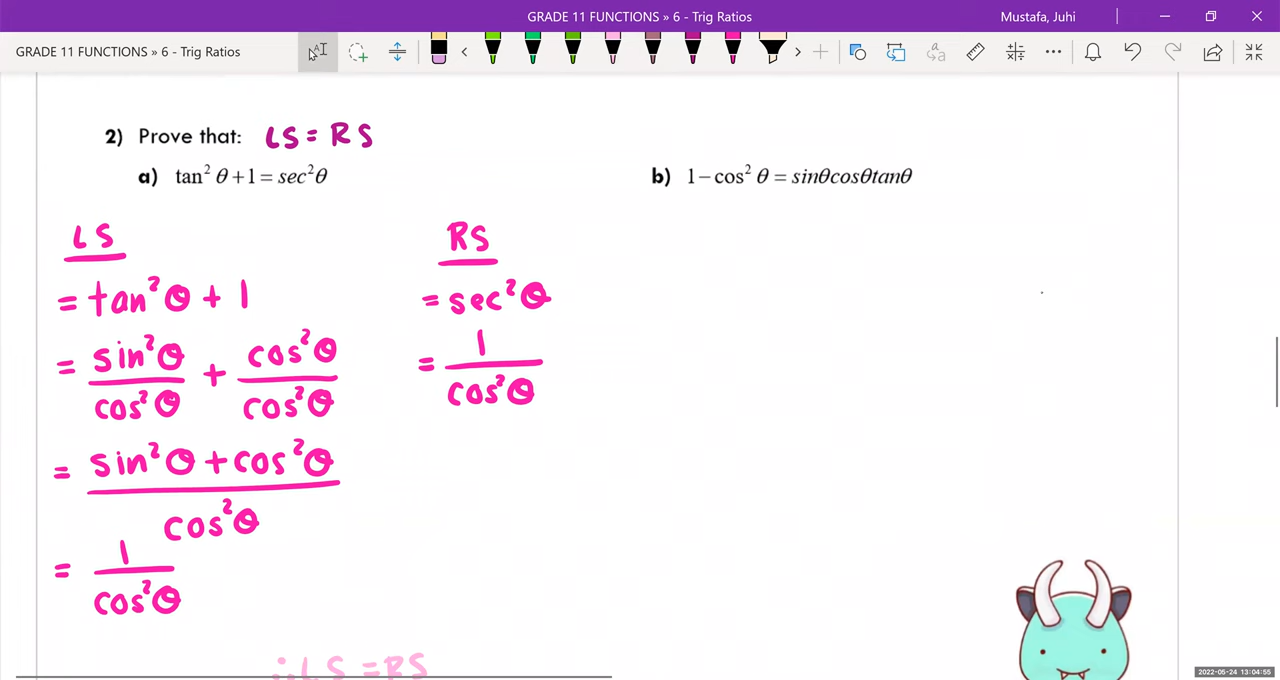 GRADE 11 FUNCTIONS » 6 - Trig Ratios
Mustafa, Juhi
GRADE 11 FUNCTIONS » 6 - Trig Ratios
2) Prove that: LS = RS
a) tan² θ + 1 = sec²θ
b) 1 − cos² θ = sinθcosθtanθ
LS
= tan²θ + 1
= sin²θ/cos²θ + cos²θ/cos²θ
= (sin²θ + cos²θ)/cos²θ
= 1/cos²θ
RS
= sec²θ
= 1/cos²θ
∴ LS = RS
2022-05-24 13:04:55